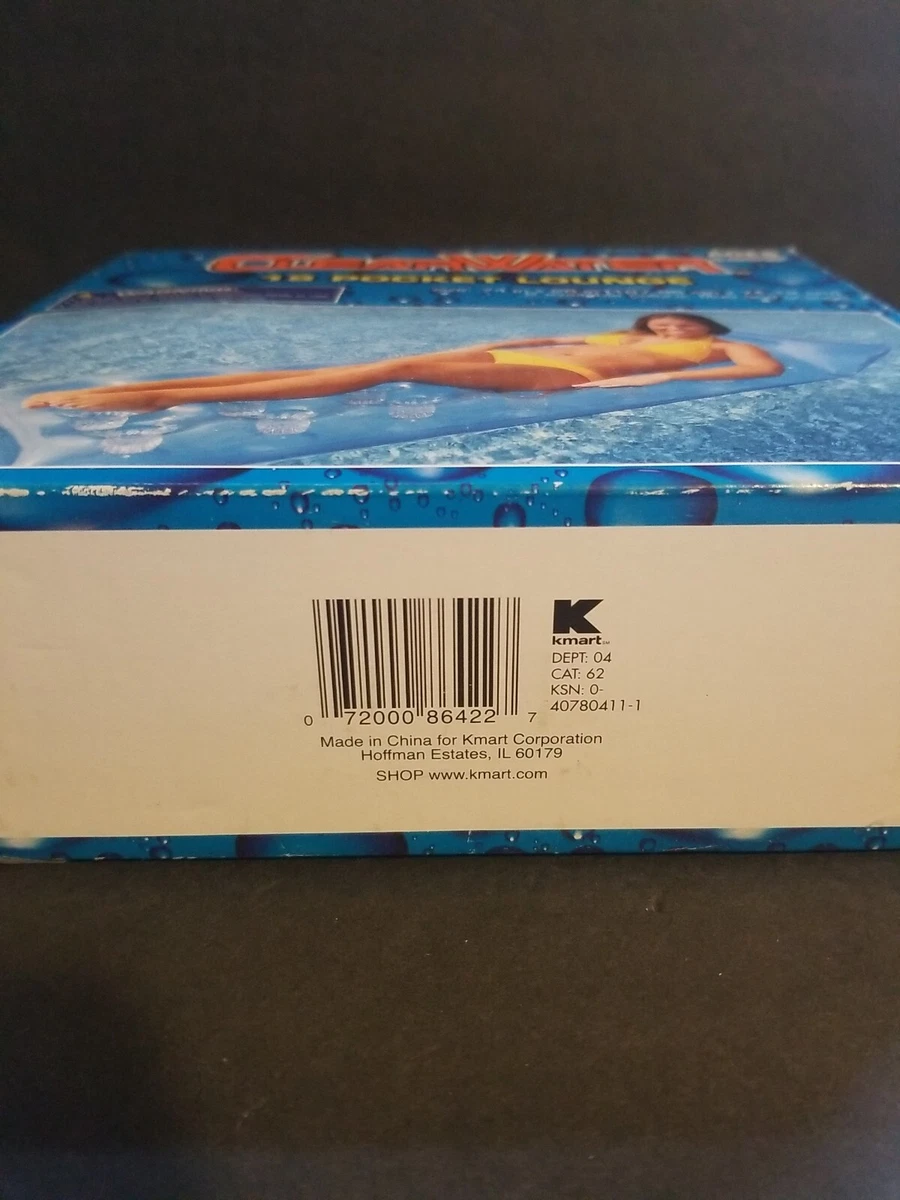 CLEARWATER
18 POCKET LOUNGE
K
kmart
DEPT: 04
CAT: 62
KSN: 0-
40780411-1
0 72000 86422 7
Made in China for Kmart Corporation
Hoffman Estates, IL 60179
SHOP www.kmart.com